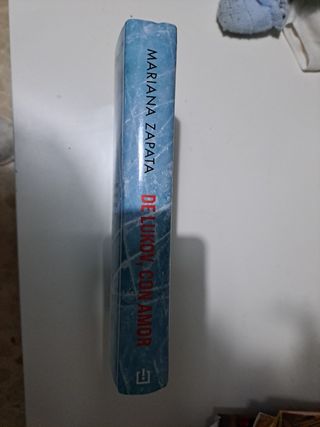 MARIANA ZAPATA
DE LUKOV, CON AMOR